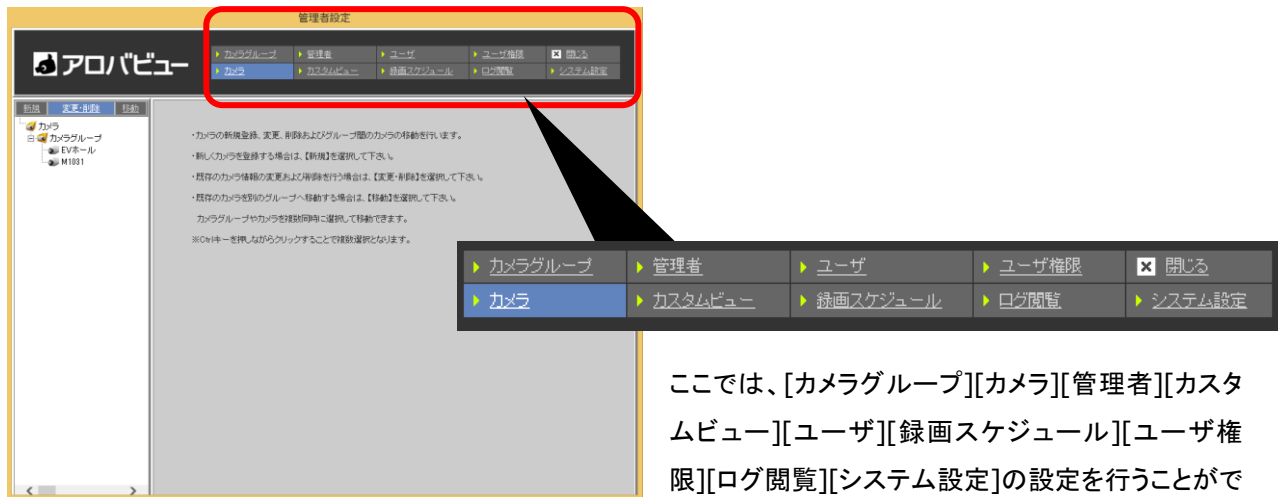 管理者設定
アロバビュー
カメラグループ 管理者 ユーザ ユーザ権限 閉じる
カメラ カスタムビュー 録画スケジュール ログ閲覧 システム設定
新規 変更・削除 移動
カメラ
カメラグループ
EVホール
M1031
・カメラの新規登録、変更、削除およびグループ間のカメラの移動を行います。
・新しくカメラを登録する場合は、【新規】を選択して下さい。
・既存のカメラ情報の変更および削除を行う場合は、【変更・削除】を選択して下さい。
・既存のカメラを別のグループへ移動する場合は、【移動】を選択して下さい。
カメラグループやカメラを複数同時に選択して移動できます。
※Ctrlキーを押しながらクリックすることで複数選択となります。
カメラグループ 管理者 ユーザ ユーザ権限 閉じる
カメラ カスタムビュー 録画スケジュール ログ閲覧 システム設定
ここでは、[カメラグループ][カメラ][管理者][カスタ
ムビュー][ユーザ][録画スケジュール][ユーザ権
限][ログ閲覧][システム設定]の設定を行うことがで